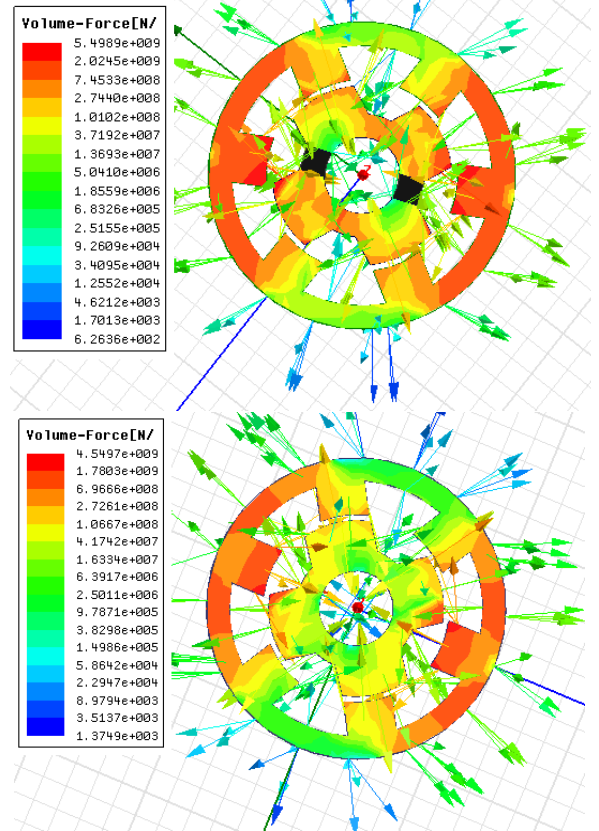 Volume-Force[N/
5.4989e+009
2.0245e+009
7.4533e+008
2.7440e+008
1.0102e+008
3.7192e+007
1.3693e+007
5.0410e+006
1.8559e+006
6.8326e+005
2.5155e+005
9.2609e+004
3.4095e+004
1.2552e+004
4.6212e+003
1.7013e+003
6.2636e+002
Volume-Force[N/
4.5497e+009
1.7803e+009
6.9666e+008
2.7261e+008
1.0667e+008
4.1742e+007
1.6334e+007
6.3917e+006
2.5011e+006
9.7871e+005
3.8298e+005
1.4986e+005
5.8642e+004
2.2947e+004
8.9794e+003
3.5137e+003
1.3749e+003